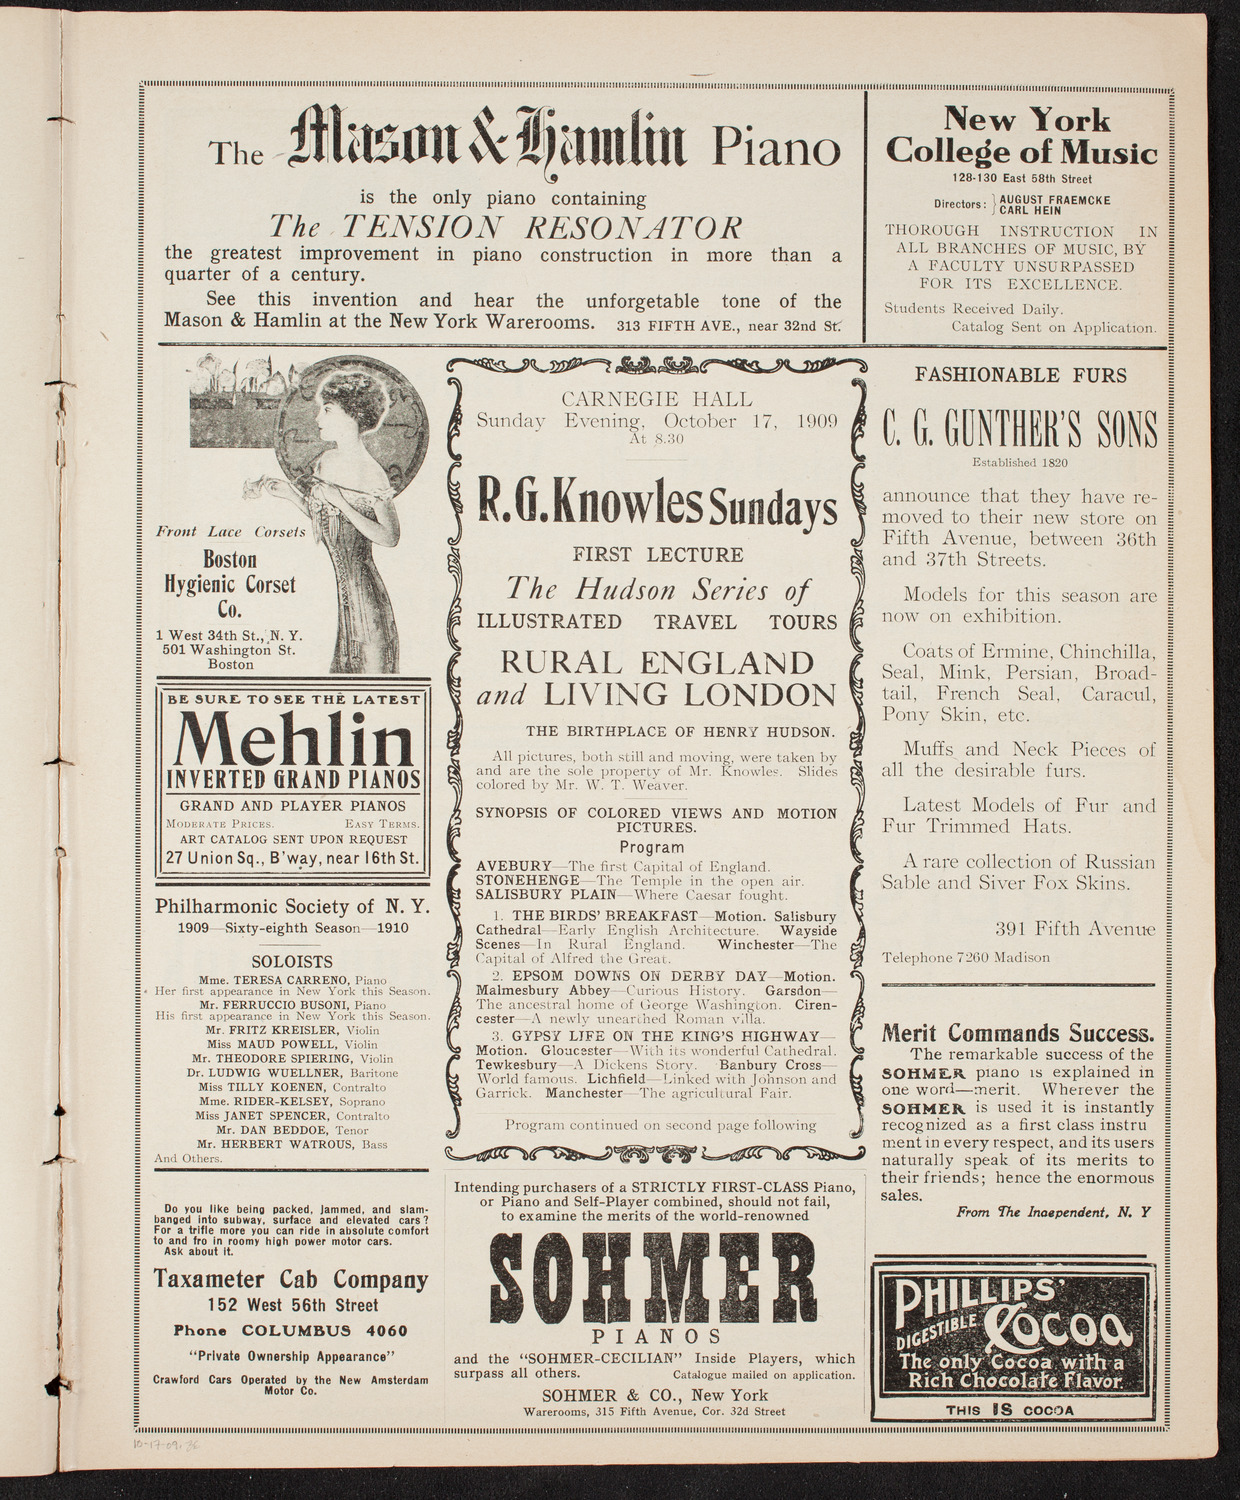 The Mason & Hamlin Piano
is the only piano containing
The TENSION RESONATOR
the greatest improvement in piano construction in more than a
quarter of a century.
See this invention and hear the unforgetable tone of the
Mason & Hamlin at the New York Warerooms. 313 FIFTH AVE., near 32nd St.
New York
College of Music
128-130 East 58th Street
Directors: } AUGUST FRAEMCKE
CARL HEIN
THOROUGH INSTRUCTION IN
ALL BRANCHES OF MUSIC, BY
A FACULTY UNSURPASSED
FOR ITS EXCELLENCE.
Students Received Daily.
Catalog Sent on Application.
Front Lace Corsets
Boston
Hygienic Corset
Co.
1 West 34th St., N. Y.
501 Washington St.
Boston
BE SURE TO SEE THE LATEST
Mehlin
INVERTED GRAND PIANOS
GRAND AND PLAYER PIANOS
MODERATE PRICES. EASY TERMS.
ART CATALOG SENT UPON REQUEST
27 Union Sq., B'way, near 16th St.
Philharmonic Society of N. Y.
1909—Sixty-eighth Season—1910
SOLOISTS
Mme. TERESA CARRENO, Piano
Her first appearance in New York this Season.
Mr. FERRUCCIO BUSONI, Piano
His first appearance in New York this Season.
Mr. FRITZ KREISLER, Violin
Miss MAUD POWELL, Violin
Mr. THEODORE SPIERING, Violin
Dr. LUDWIG WUELLNER, Baritone
Miss TILLY KOENEN, Contralto
Mme. RIDER-KELSEY, Soprano
Miss JANET SPENCER, Contralto
Mr. DAN BEDDOE, Tenor
Mr. HERBERT WATROUS, Bass
And Others.
Do you like being packed, jammed, and slam-
banged into subway, surface and elevated cars?
For a trifle more you can ride in absolute comfort
to and fro in roomy high power motor cars.
Ask about it.
Taxameter Cab Company
152 West 56th Street
Phone COLUMBUS 4060
"Private Ownership Appearance"
Crawford Cars Operated by the New Amsterdam
Motor Co.
CARNEGIE HALL
Sunday Evening, October 17, 1909
At 8.30
R. G. Knowles Sundays
FIRST LECTURE
The Hudson Series of
ILLUSTRATED TRAVEL TOURS
RURAL ENGLAND
and LIVING LONDON
THE BIRTHPLACE OF HENRY HUDSON.
All pictures, both still and moving, were taken by
and are the sole property of Mr. Knowles. Slides
colored by Mr. W. T. Weaver.
SYNOPSIS OF COLORED VIEWS AND MOTION
PICTURES.
Program
AVEBURY—The first Capital of England.
STONEHENGE—The Temple in the open air.
SALISBURY PLAIN—Where Caesar fought.
1. THE BIRDS' BREAKFAST—Motion. Salisbury
Cathedral—Early English Architecture. Wayside
Scenes—In Rural England. Winchester—The
Capital of Alfred the Great.
2. EPSOM DOWNS ON DERBY DAY—Motion.
Malmesbury Abbey—Curious History. Garsdon—
The ancestral home of George Washington. Ciren-
cester—A newly unearthed Roman villa.
3. GYPSY LIFE ON THE KING'S HIGHWAY—
Motion. Gloucester—With its wonderful Cathedral.
Tewkesbury—A Dickens Story. Banbury Cross—
World famous. Lichfield—Linked with Johnson and
Garrick. Manchester—The agricultural Fair.
Program continued on second page following
Intending purchasers of a STRICTLY FIRST-CLASS Piano,
or Piano and Self-Player combined, should not fail,
to examine the merits of the world-renowned
SOHMER
PIANOS
and the "SOHMER-CECILIAN" Inside Players, which
surpass all others. Catalogue mailed on application.
SOHMER & CO., New York
Warerooms, 315 Fifth Avenue, Cor. 32d Street
FASHIONABLE FURS
C. G. GUNTHER'S SONS
Established 1820
announce that they have re-
moved to their new store on
Fifth Avenue, between 36th
and 37th Streets.
Models for this season are
now on exhibition.
Coats of Ermine, Chinchilla,
Seal, Mink, Persian, Broad-
tail, French Seal, Caracul,
Pony Skin, etc.
Muffs and Neck Pieces of
all the desirable furs.
Latest Models of Fur and
Fur Trimmed Hats.
A rare collection of Russian
Sable and Siver Fox Skins.
391 Fifth Avenue
Telephone 7260 Madison
Merit Commands Success.
The remarkable success of the
SOHMER piano is explained in
one word—merit. Wherever the
SOHMER is used it is instantly
recognized as a first class instru
ment in every respect, and its users
naturally speak of its merits to
their friends; hence the enormous
sales.
From The Independent, N. Y
PHILLIPS'
DIGESTIBLE Cocoa
The only Cocoa with a
Rich Chocolate Flavor.
THIS IS COCOA
10-17-09.36